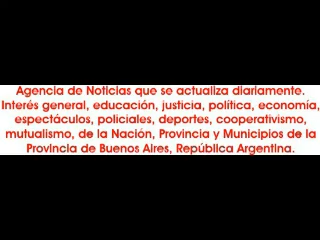 Agencia de Noticias que se actualiza diariamente.
Interés general, educación, justicia, política, economía,
espectáculos, policiales, deportes, cooperativismo,
mutualismo, de la Nación, Provincia y Municipios de la
Provincia de Buenos Aires, República Argentina.